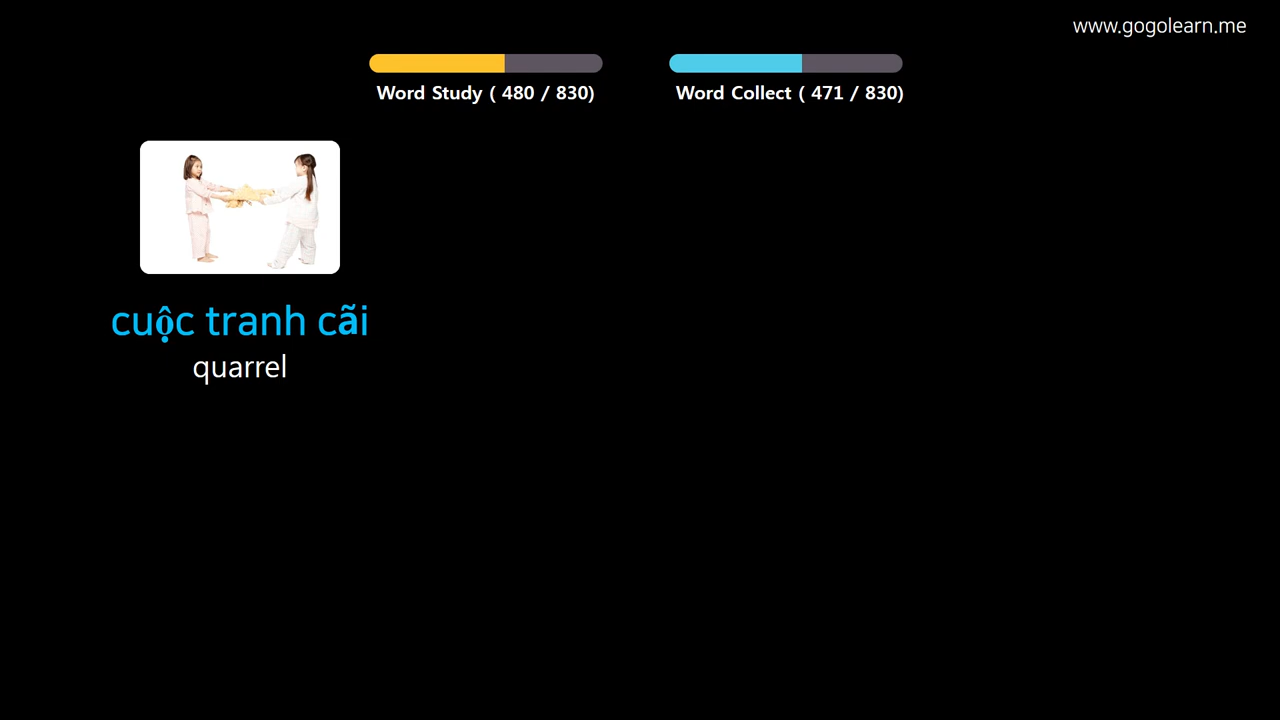 www.gogolearn.me
Word Study ( 480 / 830)
Word Collect ( 471 / 830)
cuộc tranh cãi
quarrel